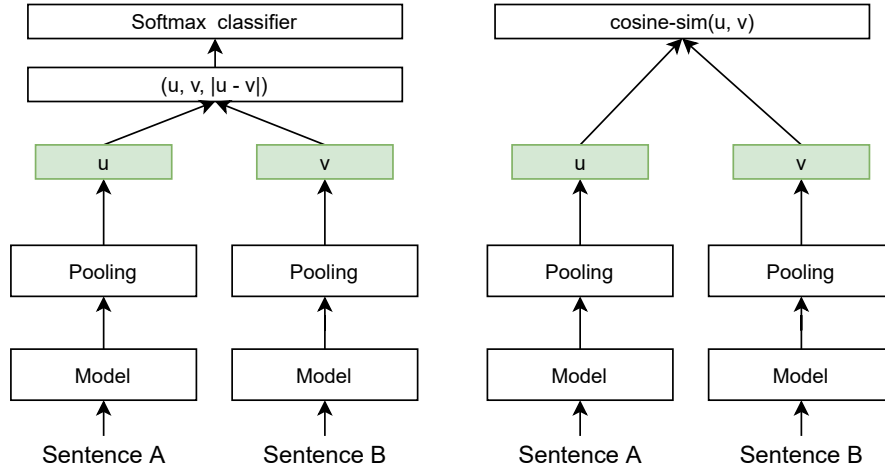 Softmax classifier
(u, v, |u - v|)
u
v
Pooling
Pooling
Model
Model
Sentence A
Sentence B
cosine-sim(u, v)
u
v
Pooling
Pooling
Model
Model
Sentence A
Sentence B